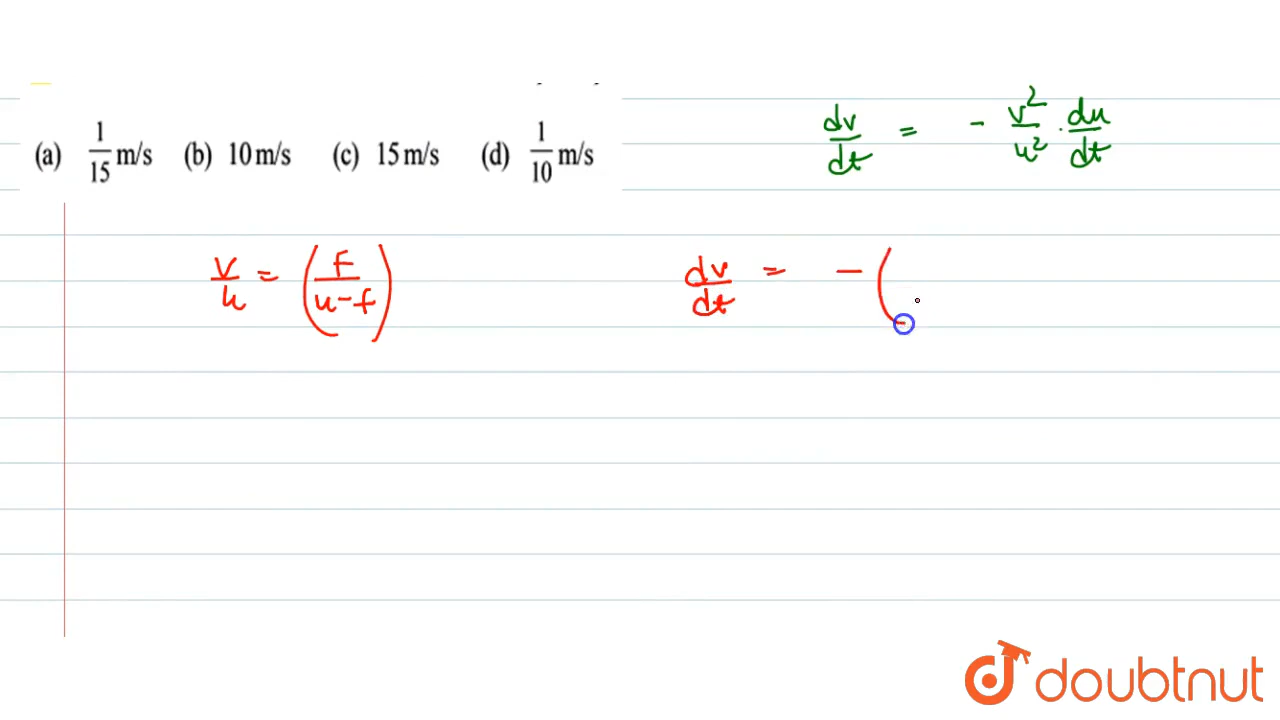 dv/dt = - v²/u² · du/dt
(a) 1/15 m/s (b) 10 m/s (c) 15 m/s (d) 1/10 m/s
v/u = (f/u-f) dv/dt = - (
doubtnut